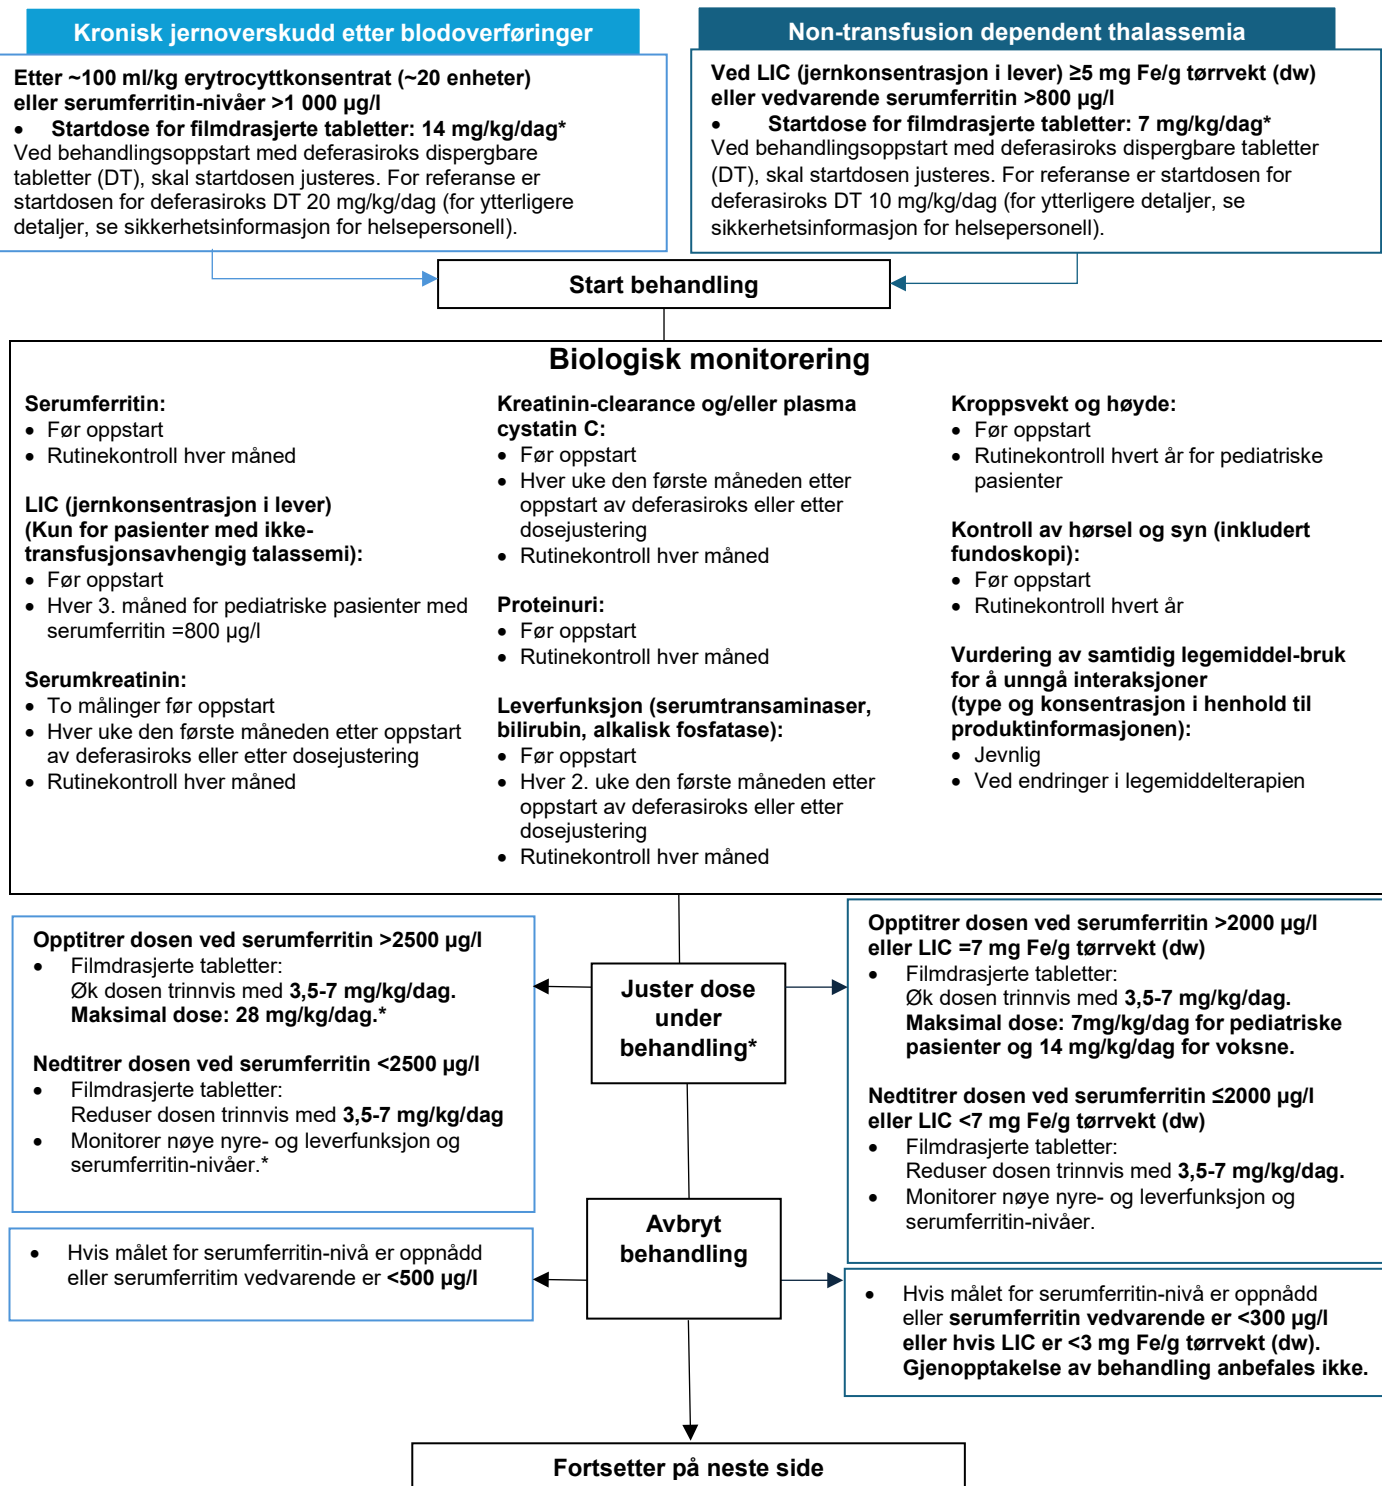 Kronisk jernoverskudd etter blodoverføringer
Etter ~100 ml/kg erytrocyttkonsentrat (~20 enheter)
eller serumferritin-nivåer >1 000 µg/l
• Startdose for filmdrasjerte tabletter: 14 mg/kg/dag*
Ved behandlingsoppstart med deferasiroks dispergbare
tabletter (DT), skal startdosen justeres. For referanse er
startdosen for deferasiroks DT 20 mg/kg/dag (for ytterligere
detaljer, se sikkerhetsinformasjon for helsepersonell).
Non-transfusion dependent thalassemia
Ved LIC (jernkonsentrasjon i lever) ≥5 mg Fe/g tørrvekt (dw)
eller vedvarende serumferritin >800 µg/l
• Startdose for filmdrasjerte tabletter: 7 mg/kg/dag*
Ved behandlingsoppstart med deferasiroks dispergbare tabletter
(DT), skal startdosen justeres. For referanse er startdosen for
deferasiroks DT 10 mg/kg/dag (for ytterligere detaljer, se
sikkerhetsinformasjon for helsepersonell).
Start behandling
Biologisk monitorering
Serumferritin:
• Før oppstart
• Rutinekontroll hver måned
LIC (jernkonsentrasjon i lever)
(Kun for pasienter med ikke-
transfusjonsavhengig talassemi):
• Før oppstart
• Hver 3. måned for pediatriske pasienter med
serumferritin =800 µg/l
Serumkreatinin:
• To målinger før oppstart
• Hver uke den første måneden etter oppstart
av deferasiroks eller etter dosejustering
• Rutinekontroll hver måned
Kreatinin-clearance og/eller plasma
cystatin C:
• Før oppstart
• Hver uke den første måneden etter
oppstart av deferasiroks eller etter
dosejustering
• Rutinekontroll hver måned
Proteinuri:
• Før oppstart
• Rutinekontroll hver måned
Leverfunksjon (serumtransaminaser,
bilirubin, alkalisk fosfatase):
• Før oppstart
• Hver 2. uke den første måneden etter
oppstart av deferasiroks eller etter
dosejustering
• Rutinekontroll hver måned
Kroppsvekt og høyde:
• Før oppstart
• Rutinekontroll hvert år for pediatriske
pasienter
Kontroll av hørsel og syn (inkludert
fundoskopi):
• Før oppstart
• Rutinekontroll hvert år
Vurdering av samtidig legemiddel-bruk
for å unngå interaksjoner
(type og konsentrasjon i henhold til
produktinformasjonen):
• Jevnlig
• Ved endringer i legemiddelterapien
Opptitrer dosen ved serumferritin >2500 µg/l
• Filmdrasjerte tabletter:
Øk dosen trinnvis med 3,5-7 mg/kg/dag.
Maksimal dose: 28 mg/kg/dag.*
Nedtitrer dosen ved serumferritin <2500 µg/l
• Filmdrasjerte tabletter:
Reduser dosen trinnvis med 3,5-7 mg/kg/dag
• Monitorer nøye nyre- og leverfunksjon og
serumferritin-nivåer.*
Juster dose
under
behandling*
Opptitrer dosen ved serumferritin >2000 µg/l
eller LIC =7 mg Fe/g tørrvekt (dw)
• Filmdrasjerte tabletter:
Øk dosen trinnvis med 3,5-7 mg/kg/dag.
Maksimal dose: 7mg/kg/dag for pediatriske
pasienter og 14 mg/kg/dag for voksne.
Nedtitrer dosen ved serumferritin ≤2000 µg/l
eller LIC <7 mg Fe/g tørrvekt (dw)
• Filmdrasjerte tabletter:
Reduser dosen trinnvis med 3,5-7 mg/kg/dag.
• Monitorer nøye nyre- og leverfunksjon og
serumferritin-nivåer.
• Hvis målet for serumferritin-nivå er oppnådd
eller serumferritim vedvarende er <500 µg/l
Avbryt
behandling
• Hvis målet for serumferritin-nivå er oppnådd
eller serumferritin vedvarende er <300 µg/l
eller hvis LIC er <3 mg Fe/g tørrvekt (dw).
Gjenopptakelse av behandling anbefales ikke.
Fortsetter på neste side